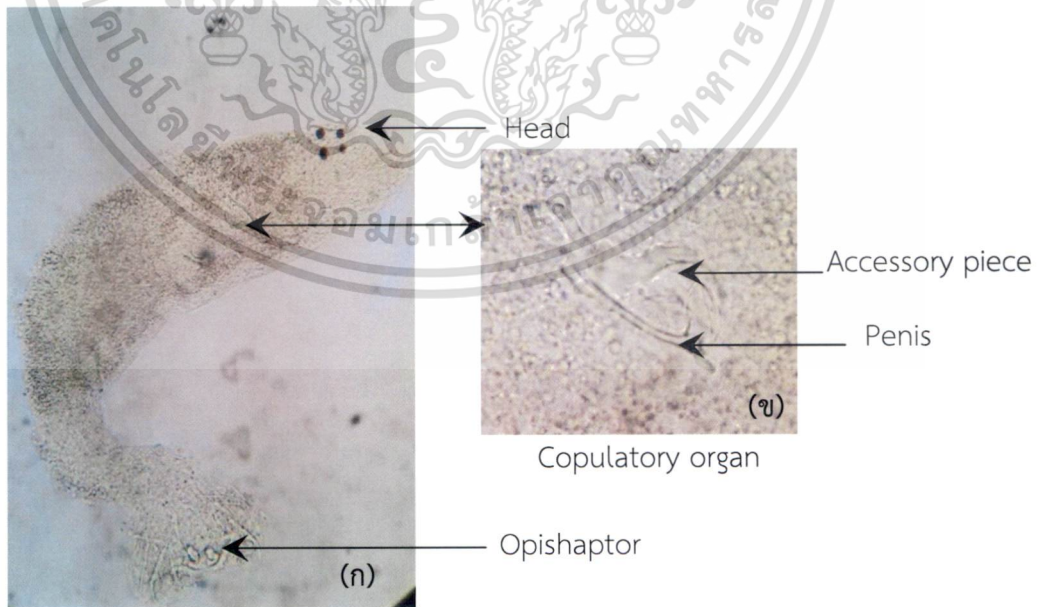 Head
Accessory piece
Penis
(ข)
Copulatory organ
Opishaptor
(ก)